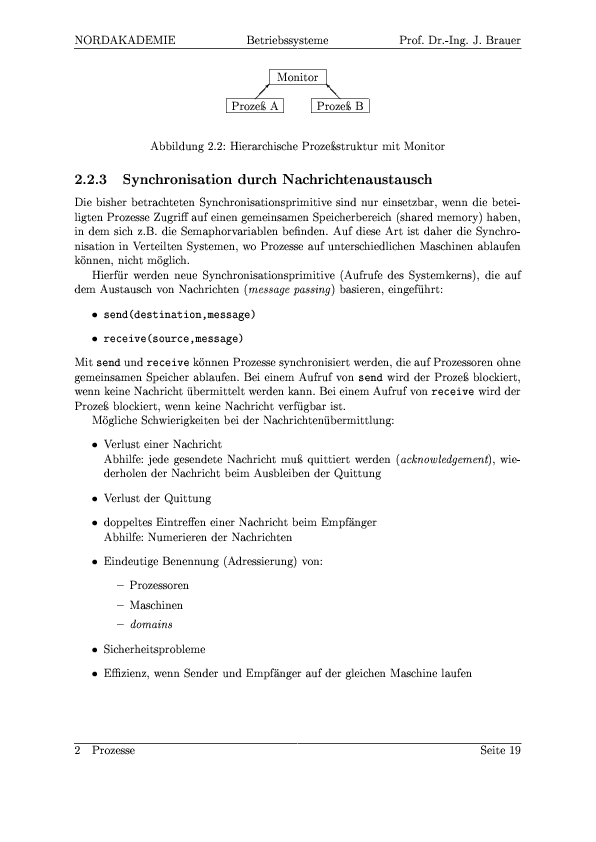 NORDAKADEMIE Betriebssysteme Prof. Dr.-Ing. J. Brauer
Monitor
Prozeß A Prozeß B
Abbildung 2.2: Hierarchische Prozeßstruktur mit Monitor
2.2.3 Synchronisation durch Nachrichtenaustausch
Die bisher betrachteten Synchronisationsprimitive sind nur einsetzbar, wenn die betei-
ligten Prozesse Zugriff auf einen gemeinsamen Speicherbereich (shared memory) haben,
in dem sich z.B. die Semaphorvariablen befinden. Auf diese Art ist daher die Synchro-
nisation in Verteilten Systemen, wo Prozesse auf unterschiedlichen Maschinen ablaufen
können, nicht möglich.
Hierfür werden neue Synchronisationsprimitive (Aufrufe des Systemkerns), die auf
dem Austausch von Nachrichten (message passing) basieren, eingeführt:
• send(destination,message)
• receive(source,message)
Mit send und receive können Prozesse synchronisiert werden, die auf Prozessoren ohne
gemeinsamen Speicher ablaufen. Bei einem Aufruf von send wird der Prozeß blockiert,
wenn keine Nachricht übermittelt werden kann. Bei einem Aufruf von receive wird der
Prozeß blockiert, wenn keine Nachricht verfügbar ist.
Mögliche Schwierigkeiten bei der Nachrichtenübermittlung:
• Verlust einer Nachricht
Abhilfe: jede gesendete Nachricht muß quittiert werden (acknowledgement), wie-
derholen der Nachricht beim Ausbleiben der Quittung
• Verlust der Quittung
• doppeltes Eintreffen einer Nachricht beim Empfänger
Abhilfe: Numerieren der Nachrichten
• Eindeutige Benennung (Adressierung) von:
– Prozessoren
– Maschinen
– domains
• Sicherheitsprobleme
• Effizienz, wenn Sender und Empfänger auf der gleichen Maschine laufen
2 Prozesse Seite 19